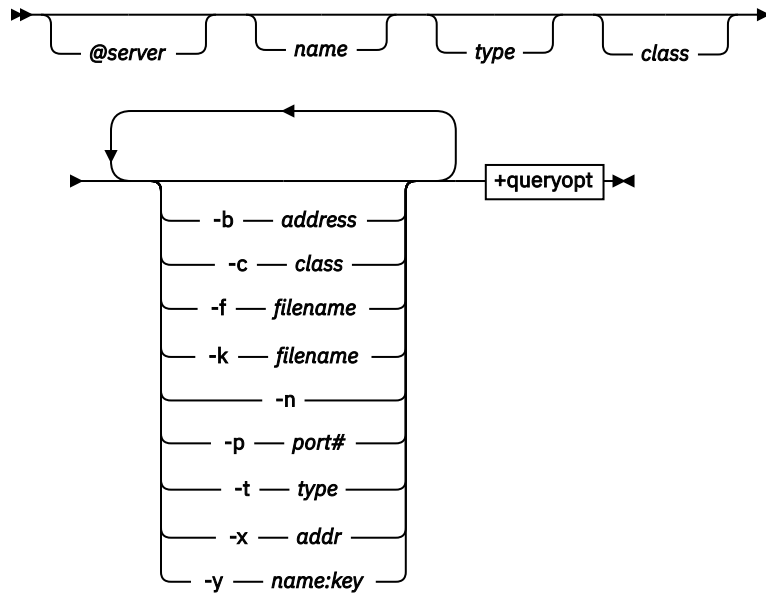 @server name type class
+queryopt
-b address
-c class
-f filename
-k filename
-n
-p port#
-t type
-x addr
-y name:key